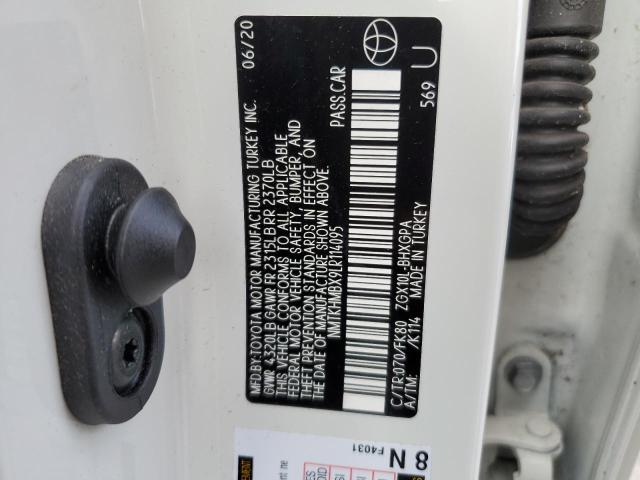 MFD.BY:TOYOTA MOTOR MANUFACTURING TURKEY INC. 06/20
GVWR 4320LB GAWR FR 2315LB RR 2370LB
THIS VEHICLE CONFORMS TO ALL APPLICABLE
FEDERAL MOTOR VEHICLE SAFETY, BUMPER, AND
THEFT PREVENTION STANDARDS IN EFFECT ON
THE DATE OF MANUFACTURE SHOWN ABOVE.
NMTKHMBX9LR114095 PASS.CAR
C/TR:070/FK80 ZGX10L-BHXGPA
A/TM: /K114 MADE IN TURKEY
569 U
8 N
F4031